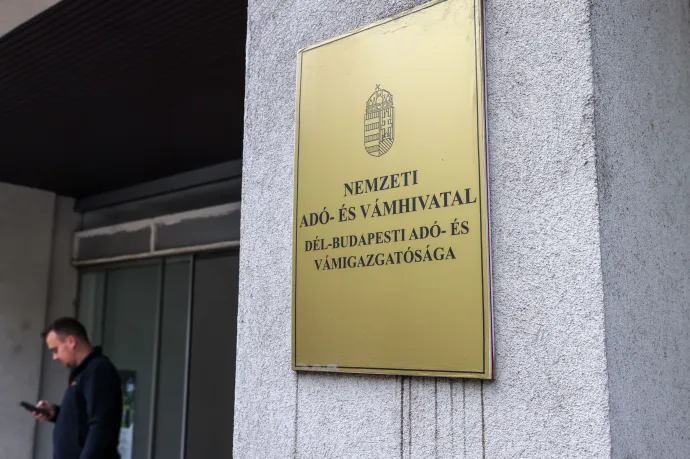 NEMZETI
ADÓ- ÉS VÁMHIVATAL
DÉL-BUDAPESTI ADÓ- ÉS
VÁMIGAZGATÓSÁGA